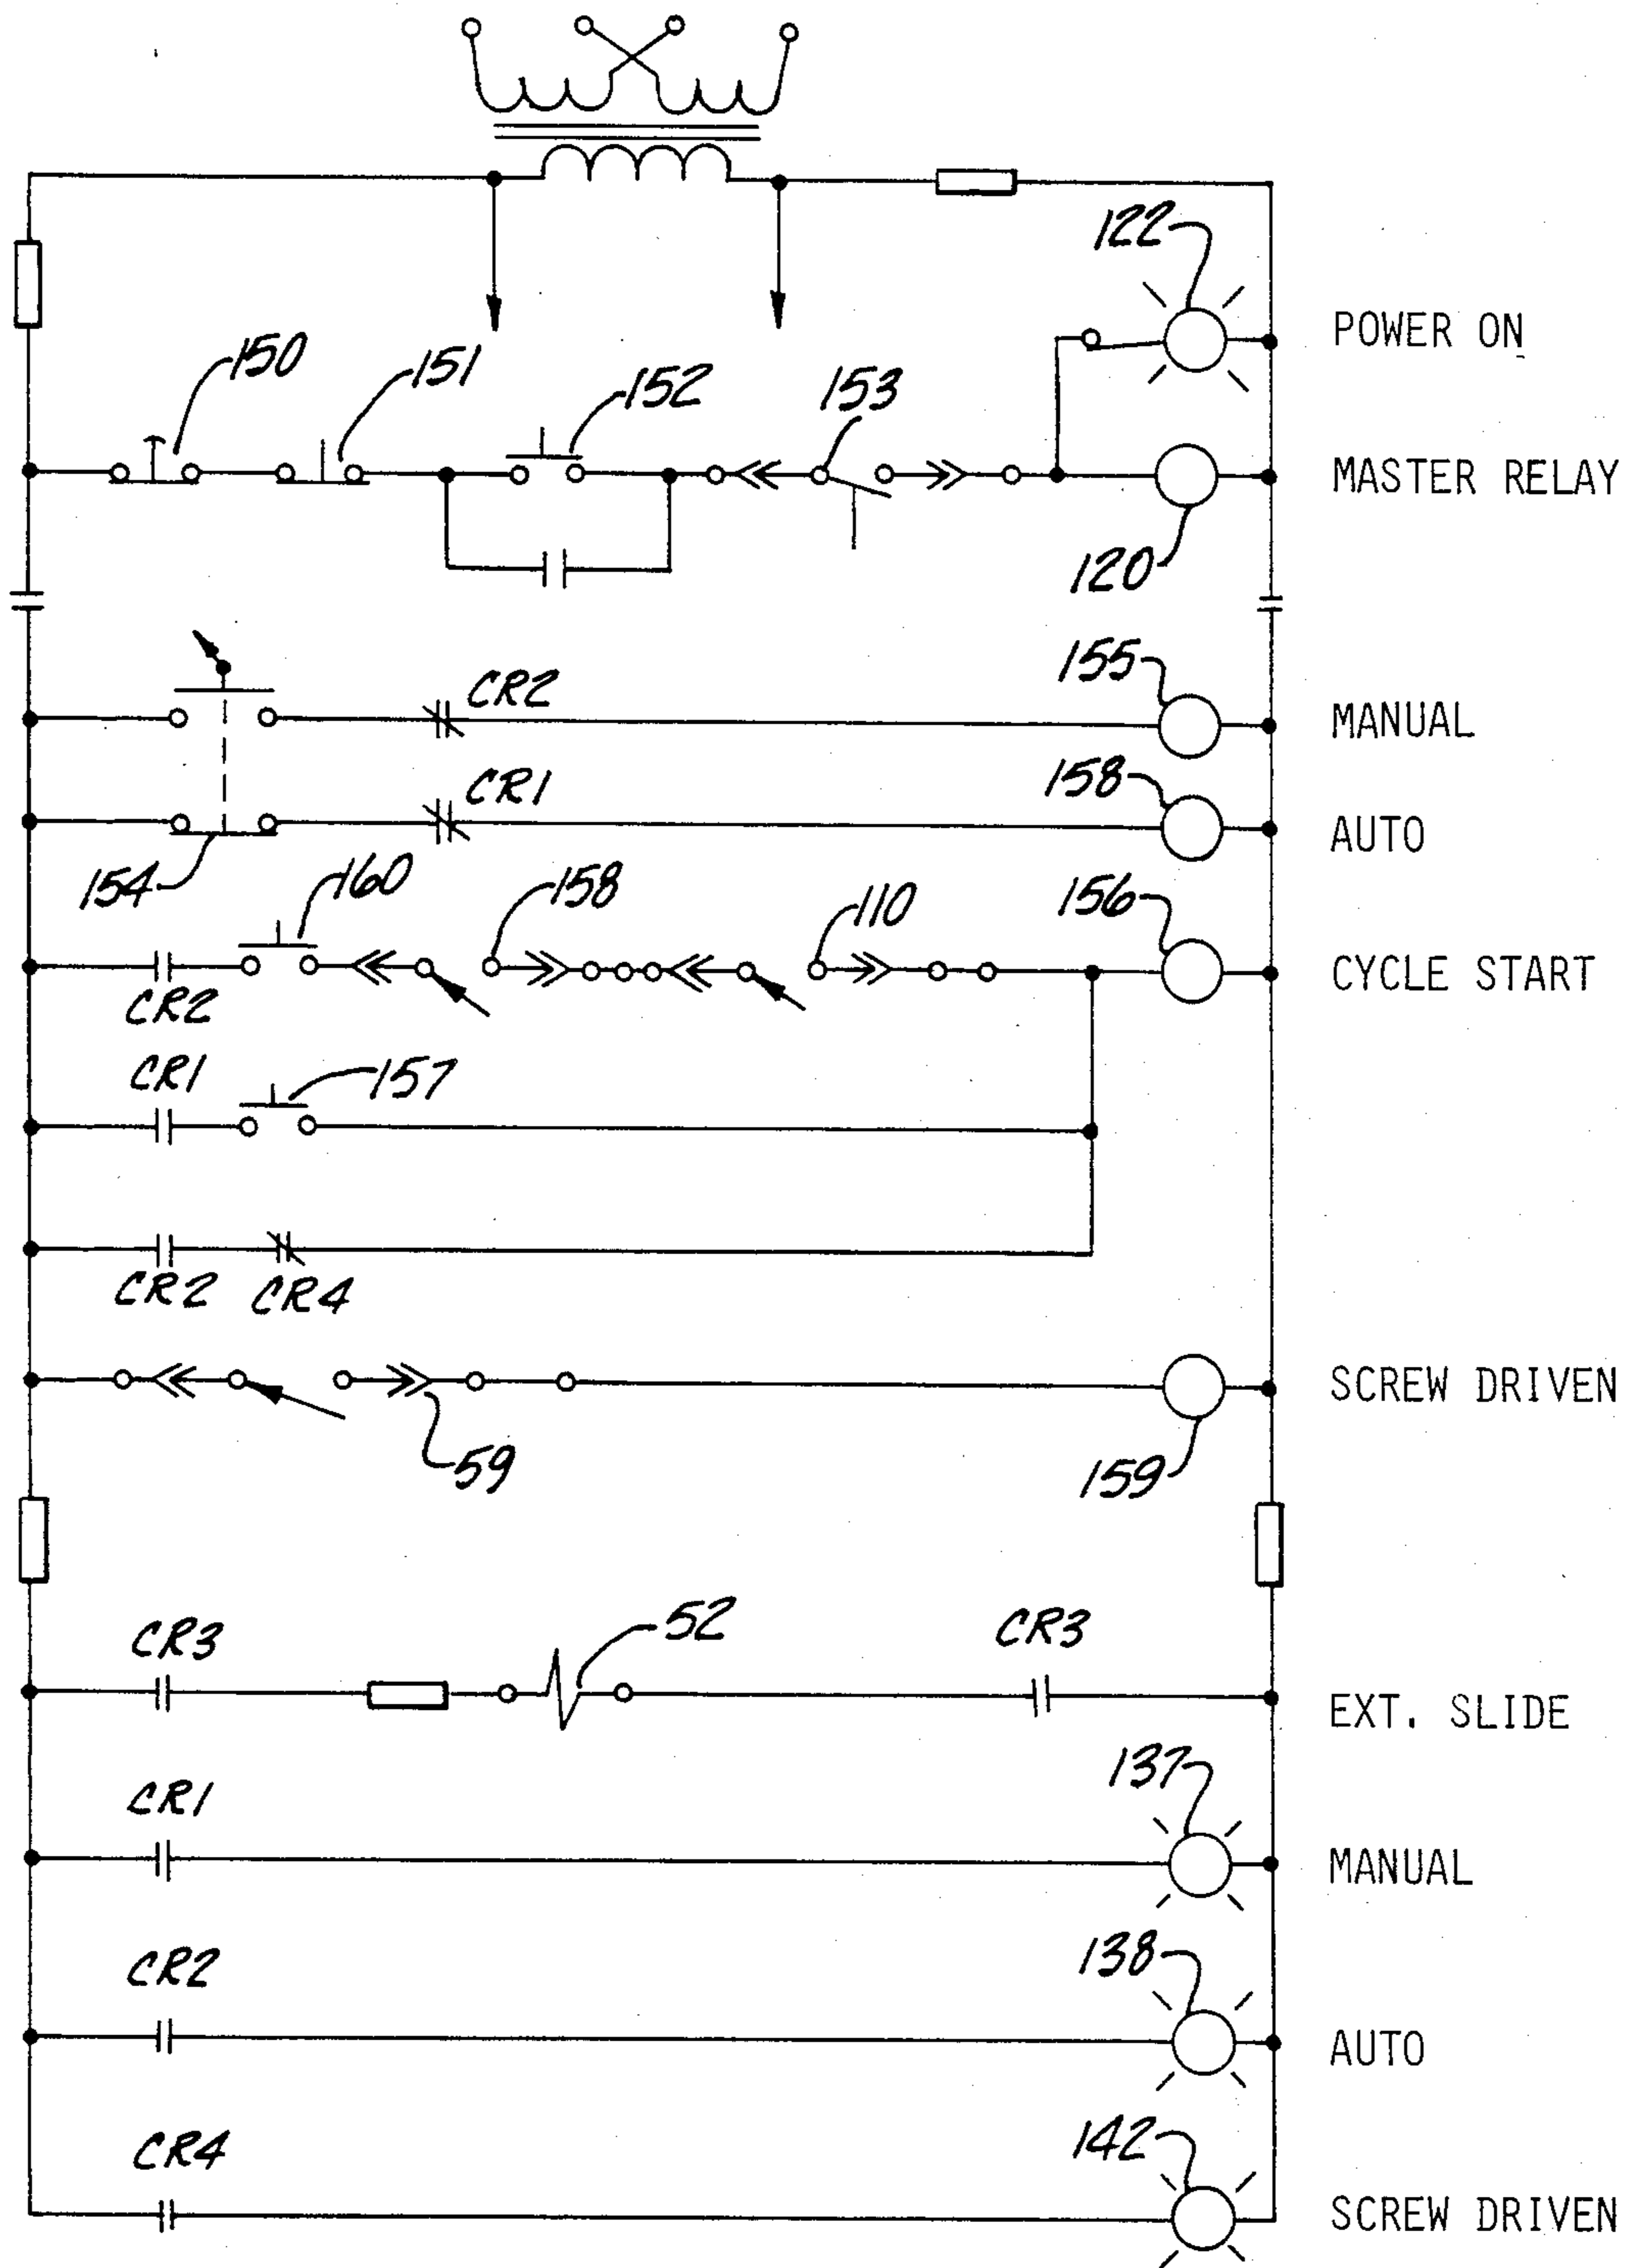 122
POWER ON
150
151
152
153
MASTER RELAY
120
155
CR2
MANUAL
158
CR1
AUTO
154
160
158
110
156
CYCLE START
CR2
CR1
157
CR2 CR4
SCREW DRIVEN
59
159
52
CR3
CR3
EXT. SLIDE
137
CR1
MANUAL
138
CR2
AUTO
142
CR4
SCREW DRIVEN